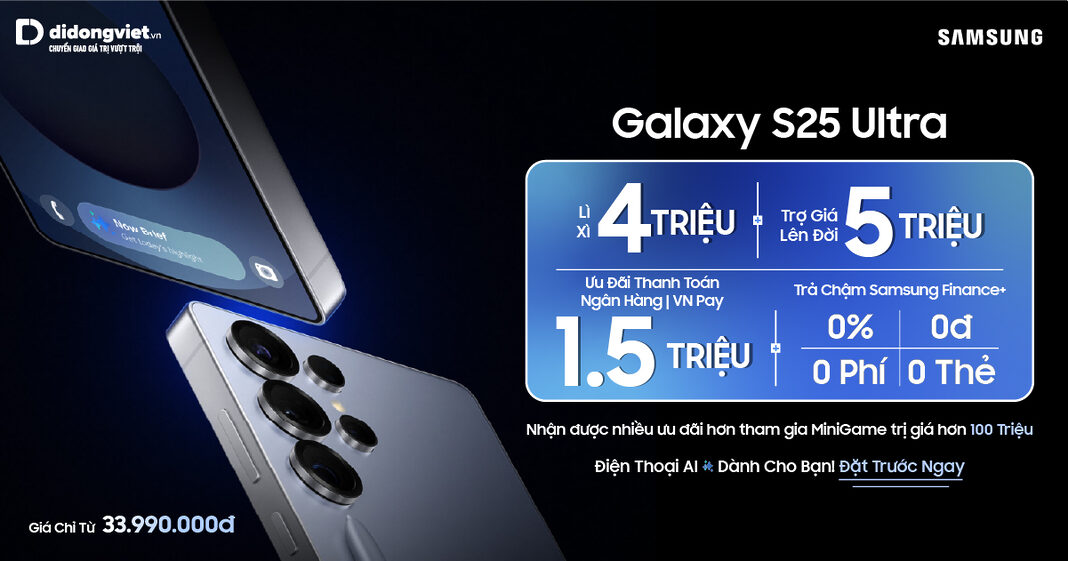 didongviet.vn
CHUYỂN GIAO GIÁ TRỊ VƯỢT TRỘI
SAMSUNG
Galaxy S25 Ultra
Lì
Xì
4 TRIỆU
Trợ Giá
Lên Đời
5 TRIỆU
Ưu Đãi Thanh Toán
Ngân Hàng | VN Pay
1.5 TRIỆU
Trả Chậm Samsung Finance+
0%
0đ
0 Phí
0 Thẻ
Nhận được nhiều ưu đãi hơn tham gia MiniGame trị giá hơn 100 Triệu
Điện Thoại AI Dành Cho Bạn! Đặt Trước Ngay
Now Brief
Get today's highlight
Giá Chỉ Từ 33.990.000đ